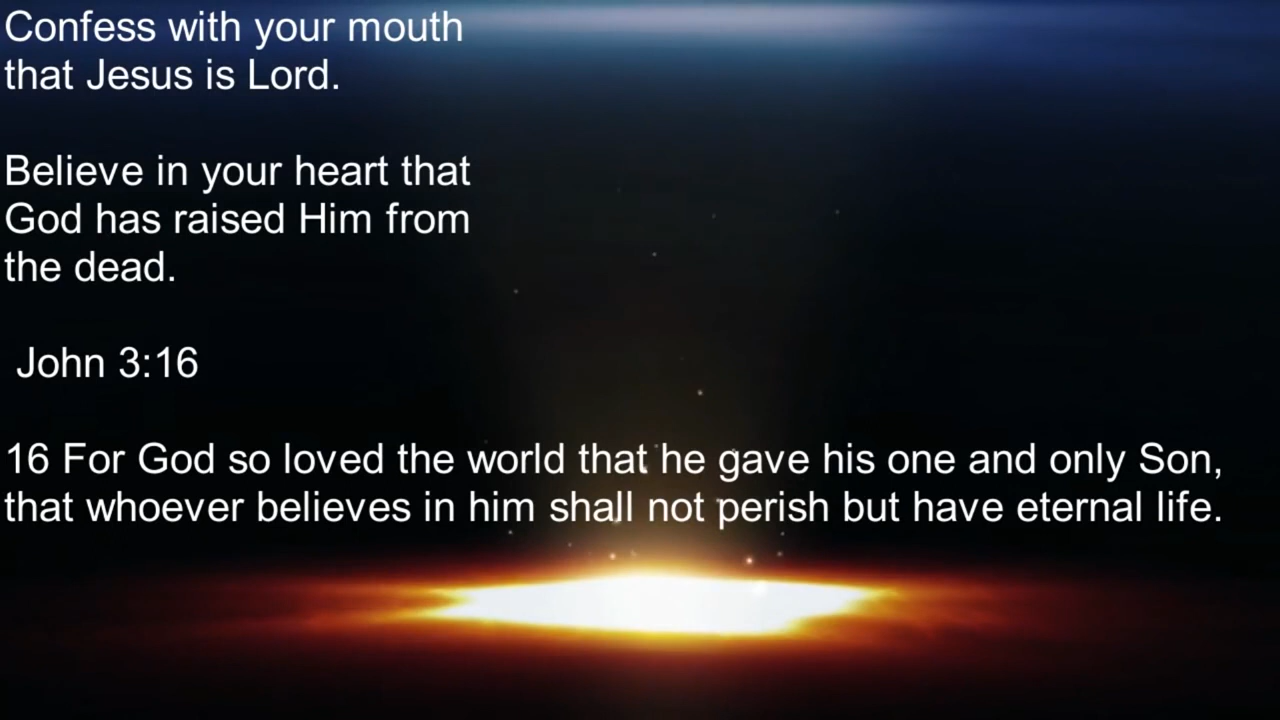 Confess with your mouth
that Jesus is Lord.
Believe in your heart that
God has raised Him from
the dead.
John 3:16
16 For God so loved the world that he gave his one and only Son,
that whoever believes in him shall not perish but have eternal life.